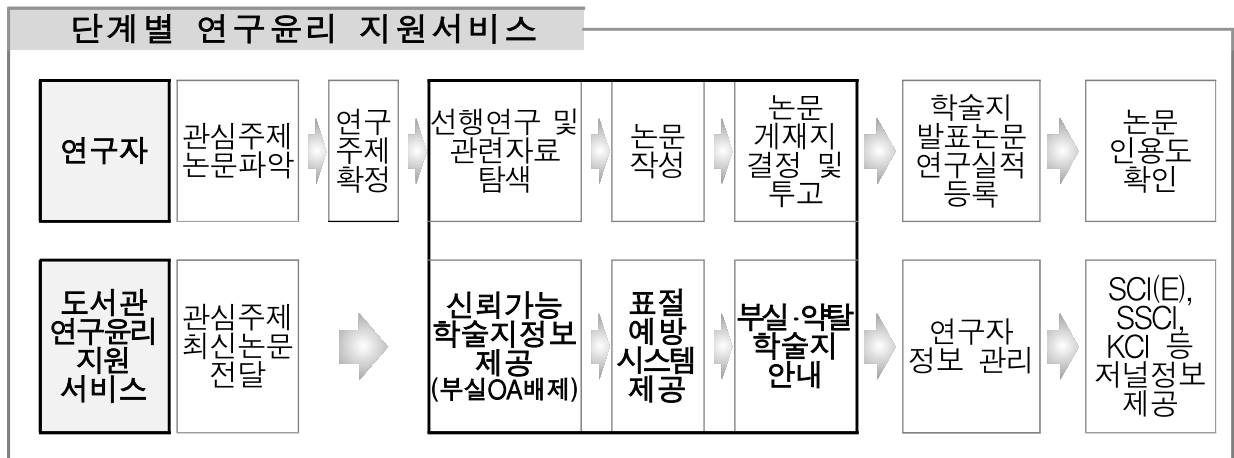 단계별 연구윤리 지원서비스
연구자
관심주제
논문파악
연구
주제
확정
선행연구 및
관련자료
탐색
논문
작성
논문
게재지
결정 및
투고
학술지
발표논문
연구실적
등록
논문
인용도
확인
도서관
연구윤리
지원
서비스
관심주제
최신논문
전달
신뢰가능
학술지정보
제공
(부실OA배제)
표절
예방
시스템
제공
부실·약탈
학술지
안내
연구자
정보 관리
SCI(E),
SSCI,
KCI 등
저널정보
제공